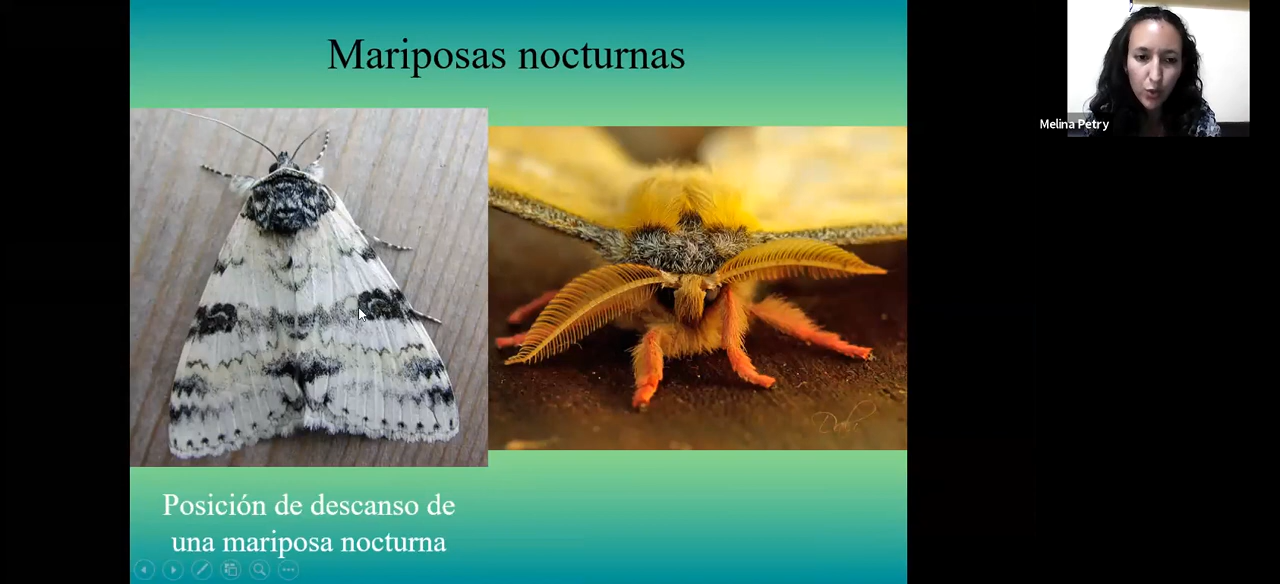 Mariposas nocturnas
Melina Petry
Posición de descanso de
una mariposa nocturna